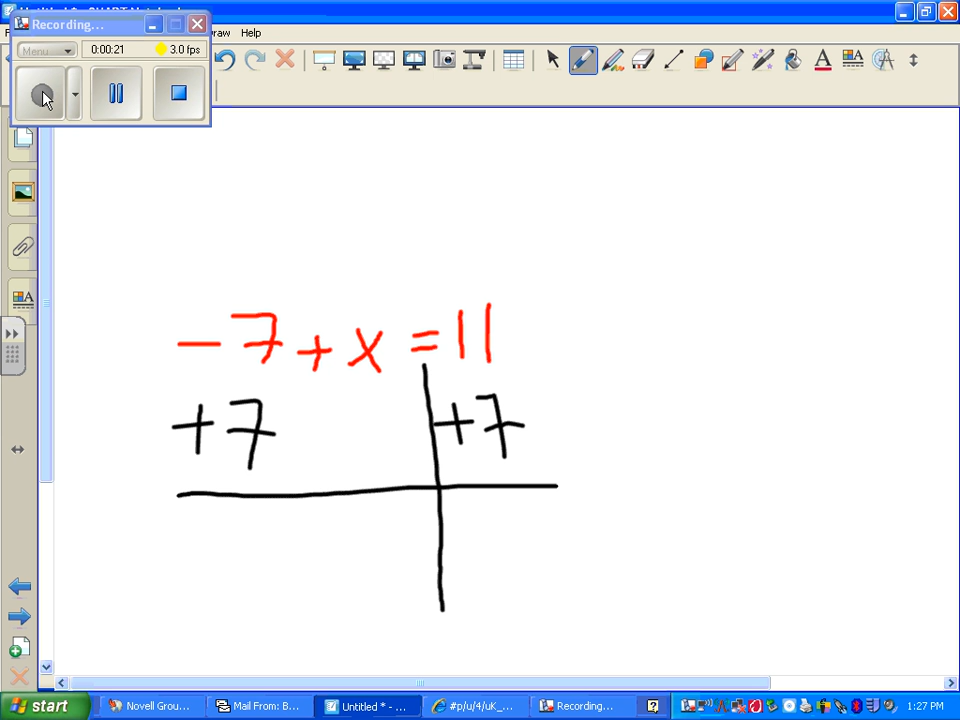 Recording...
Menu
0:00:21
3.0 fps
Help
-7+x=11
+7 +7
start
Novell Grou...
Mail From: B...
Untitled * - ...
#p/u/4/uK_...
Recording...
1:27 PM